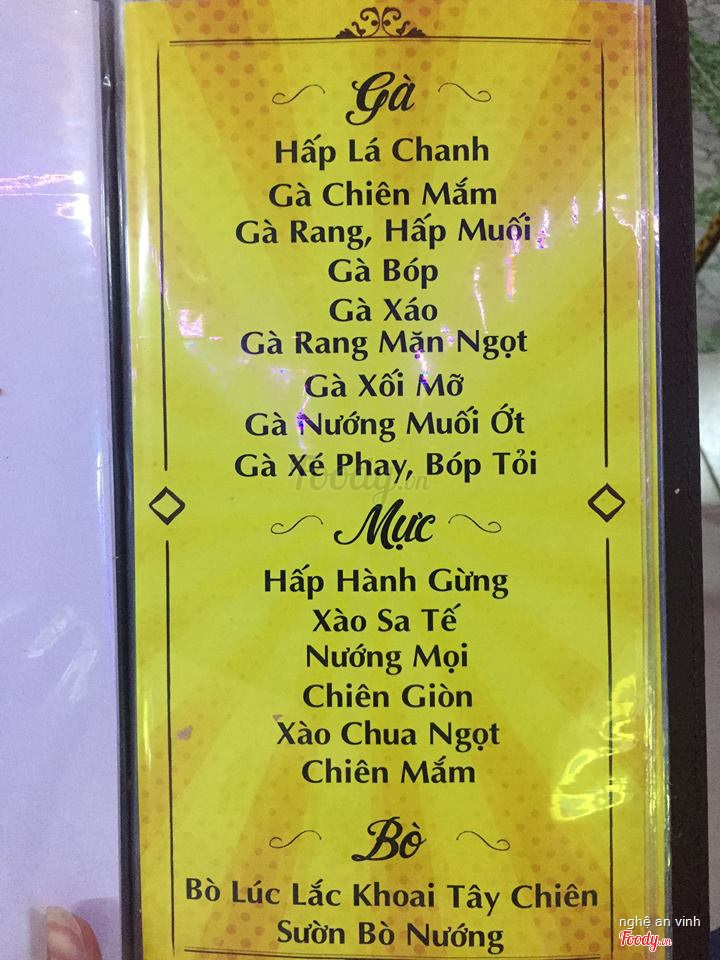 Gà
Hấp Lá Chanh
Gà Chiên Mắm
Gà Rang, Hấp Muối
Gà Bóp
Gà Xáo
Gà Rang Mặn Ngọt
Gà Xối Mỡ
Gà Nướng Muối Ớt
Gà Xé Phay, Bóp Tỏi
Foody.vn
Mực
Hấp Hành Gừng
Xào Sa Tế
Nướng Mọi
Chiên Giòn
Xào Chua Ngọt
Chiên Mắm
Bò
Bò Lúc Lắc Khoai Tây Chiên
Sườn Bò Nướng
nghê an vinh
Foody.vn